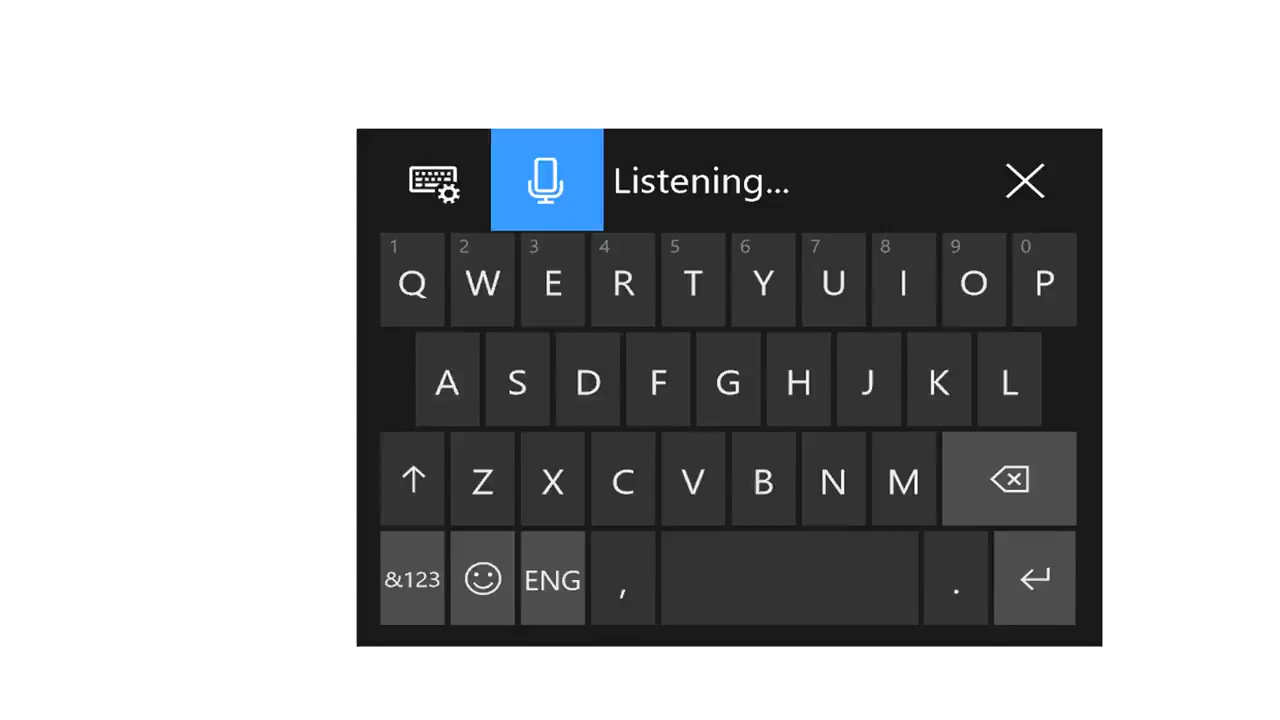 Listening...
1 2 3 4 5 6 7 8 9 0
Q W E R T Y U I O P
A S D F G H J K L
Z X C V B N M
&123 ENG , .